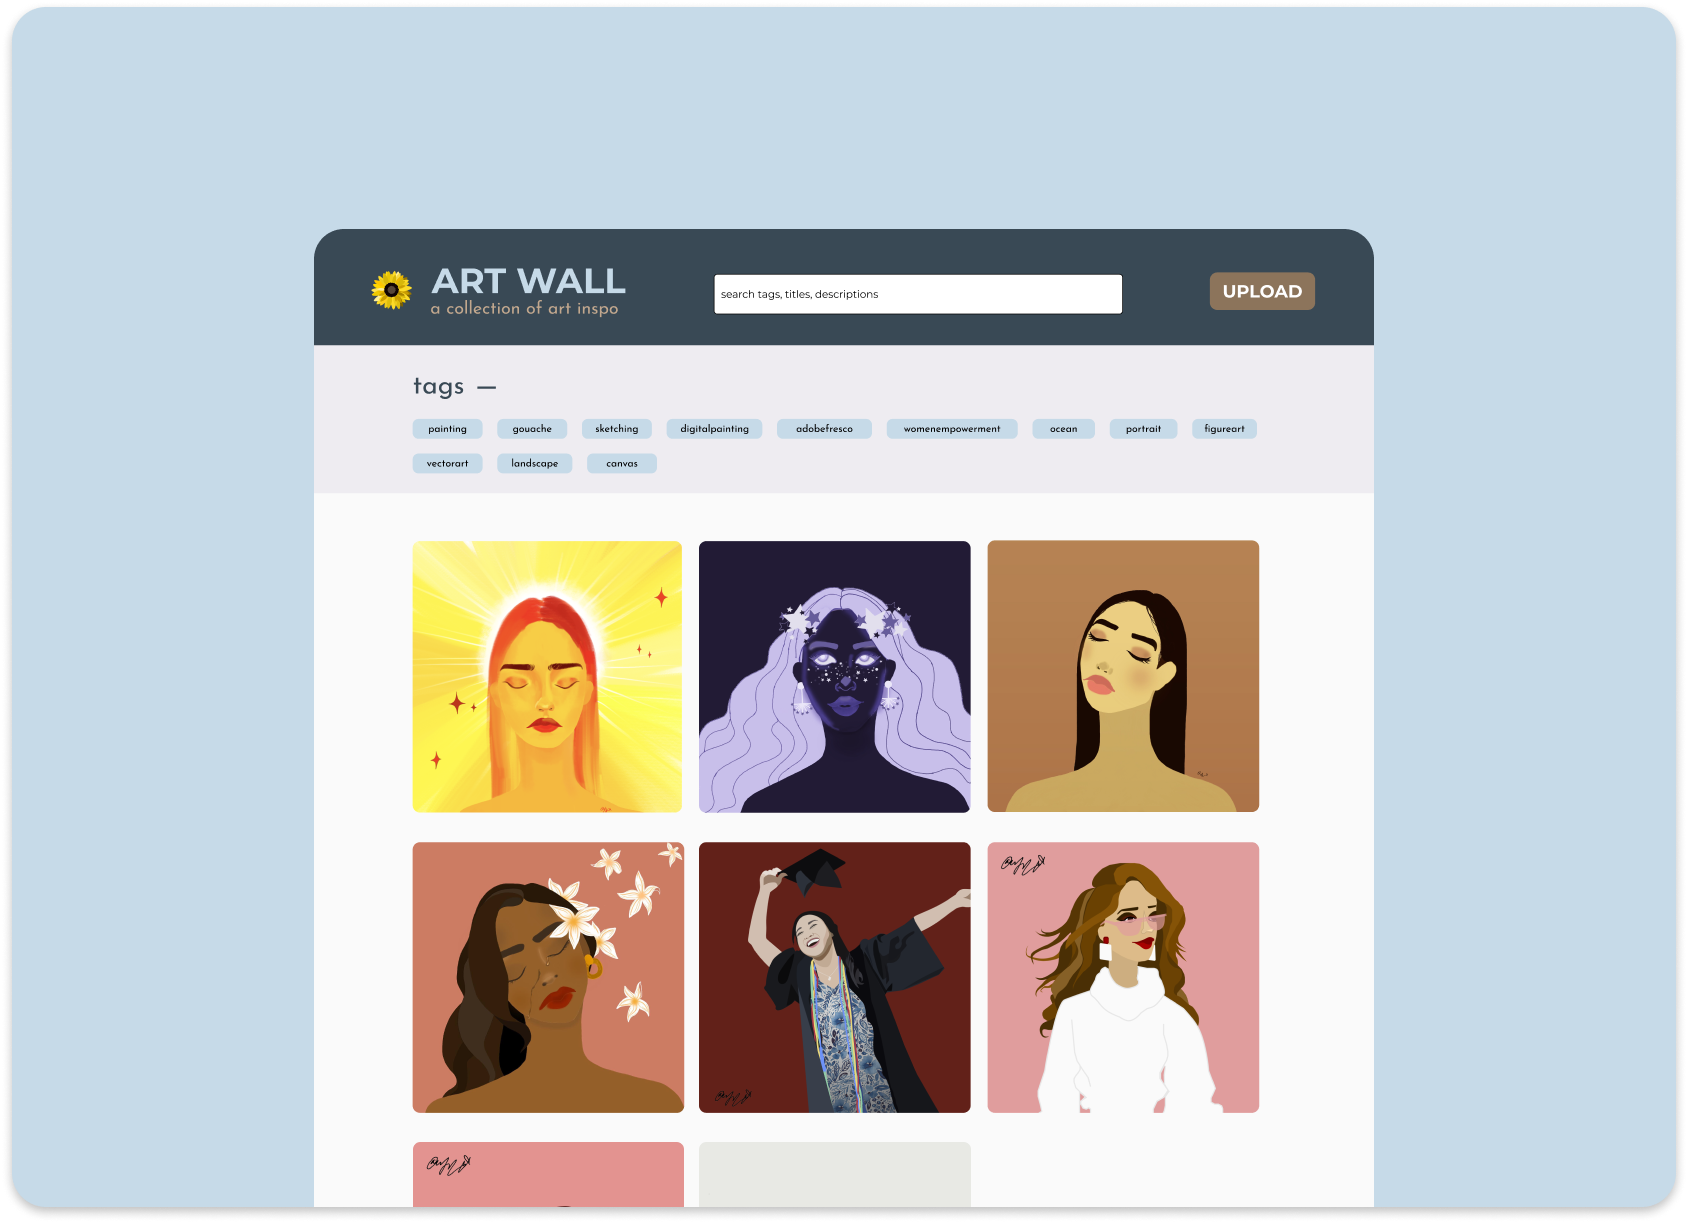 ART WALL
a collection of art inspo
search tags, titles, descriptions
UPLOAD
tags —
painting gouache sketching digitalpainting adobefresco womenempowerment ocean portrait figureart
vectorart landscape canvas